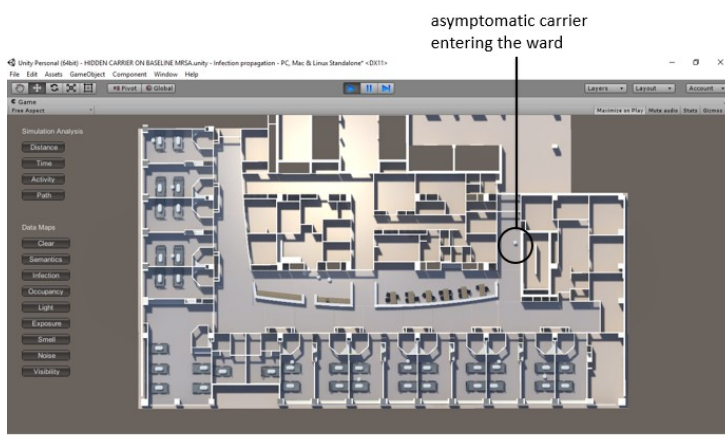 asymptomatic carrier
entering the ward
Unity Personal (64bit) - HIDDEN CARRIER ON BASELINE MRSA.unity - Infection propagation - PC, Mac & Linux Standalone* <DX11>
File Edit Assets GameObject Component Window Help
Pivot Global Layers Layout Account
Game
Free Aspect Maximize on Play Mute audio Stats Gizmos
Simulation Analysis
Distance
Time
Activity
Path
Data Maps
Clear
Semantics
Infection
Occupancy
Light
Exposure
Smell
Noise
Visibility